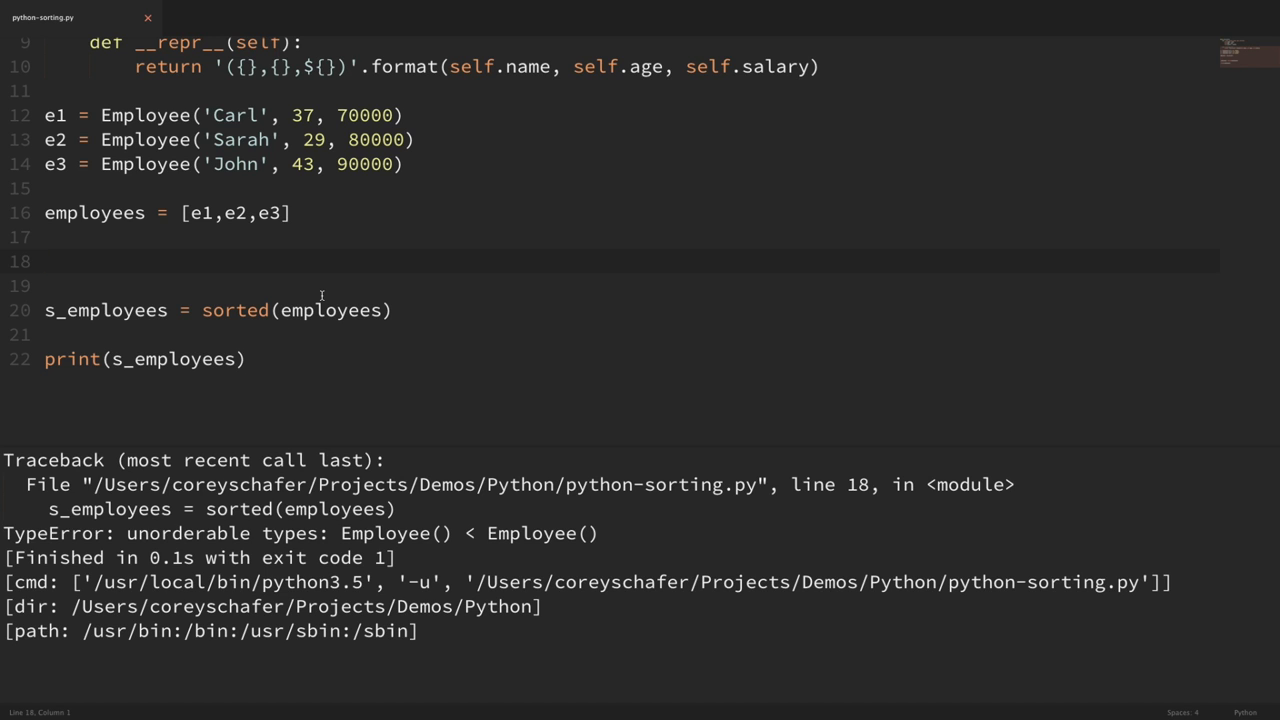 python-sorting.py ×
9 def __repr__(self):
10 return '({},{},${})'.format(self.name, self.age, self.salary)
11
12 e1 = Employee('Carl', 37, 70000)
13 e2 = Employee('Sarah', 29, 80000)
14 e3 = Employee('John', 43, 90000)
15
16 employees = [e1,e2,e3]
17
18
19
20 s_employees = sorted(employees)
21
22 print(s_employees)
Traceback (most recent call last):
File "/Users/coreyschafer/Projects/Demos/Python/python-sorting.py", line 18, in <module>
s_employees = sorted(employees)
TypeError: unorderable types: Employee() < Employee()
[Finished in 0.1s with exit code 1]
[cmd: ['/usr/local/bin/python3.5', '-u', '/Users/coreyschafer/Projects/Demos/Python/python-sorting.py']]
[dir: /Users/coreyschafer/Projects/Demos/Python]
[path: /usr/bin:/bin:/usr/sbin:/sbin]
Line 18, Column 1 Spaces: 4 Python